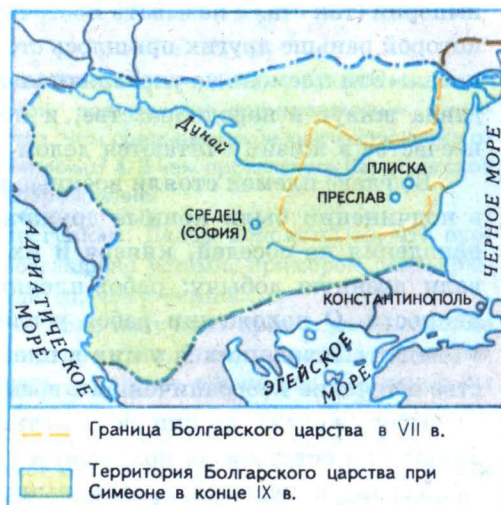 Дунай
ПЛИСКА
ПРЕСЛАВ
СРЕДЕЦ
(СОФИЯ)
АДРИАТИЧЕСКОЕ
МОРЕ
ЧЕРНОЕ МОРЕ
КОНСТАНТИНОПОЛЬ
ЭГЕЙСКОЕ
МОРЕ
Граница Болгарского царства в VII в.
Территория Болгарского царства при
Симеоне в конце IX в.